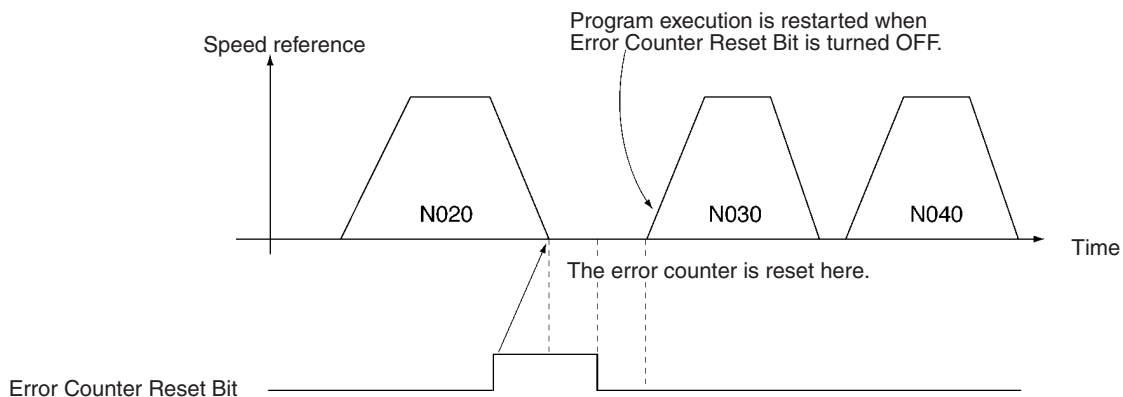 Program execution is restarted when
Error Counter Reset Bit is turned OFF.
Speed reference
N020
N030
N040
Time
The error counter is reset here.
Error Counter Reset Bit